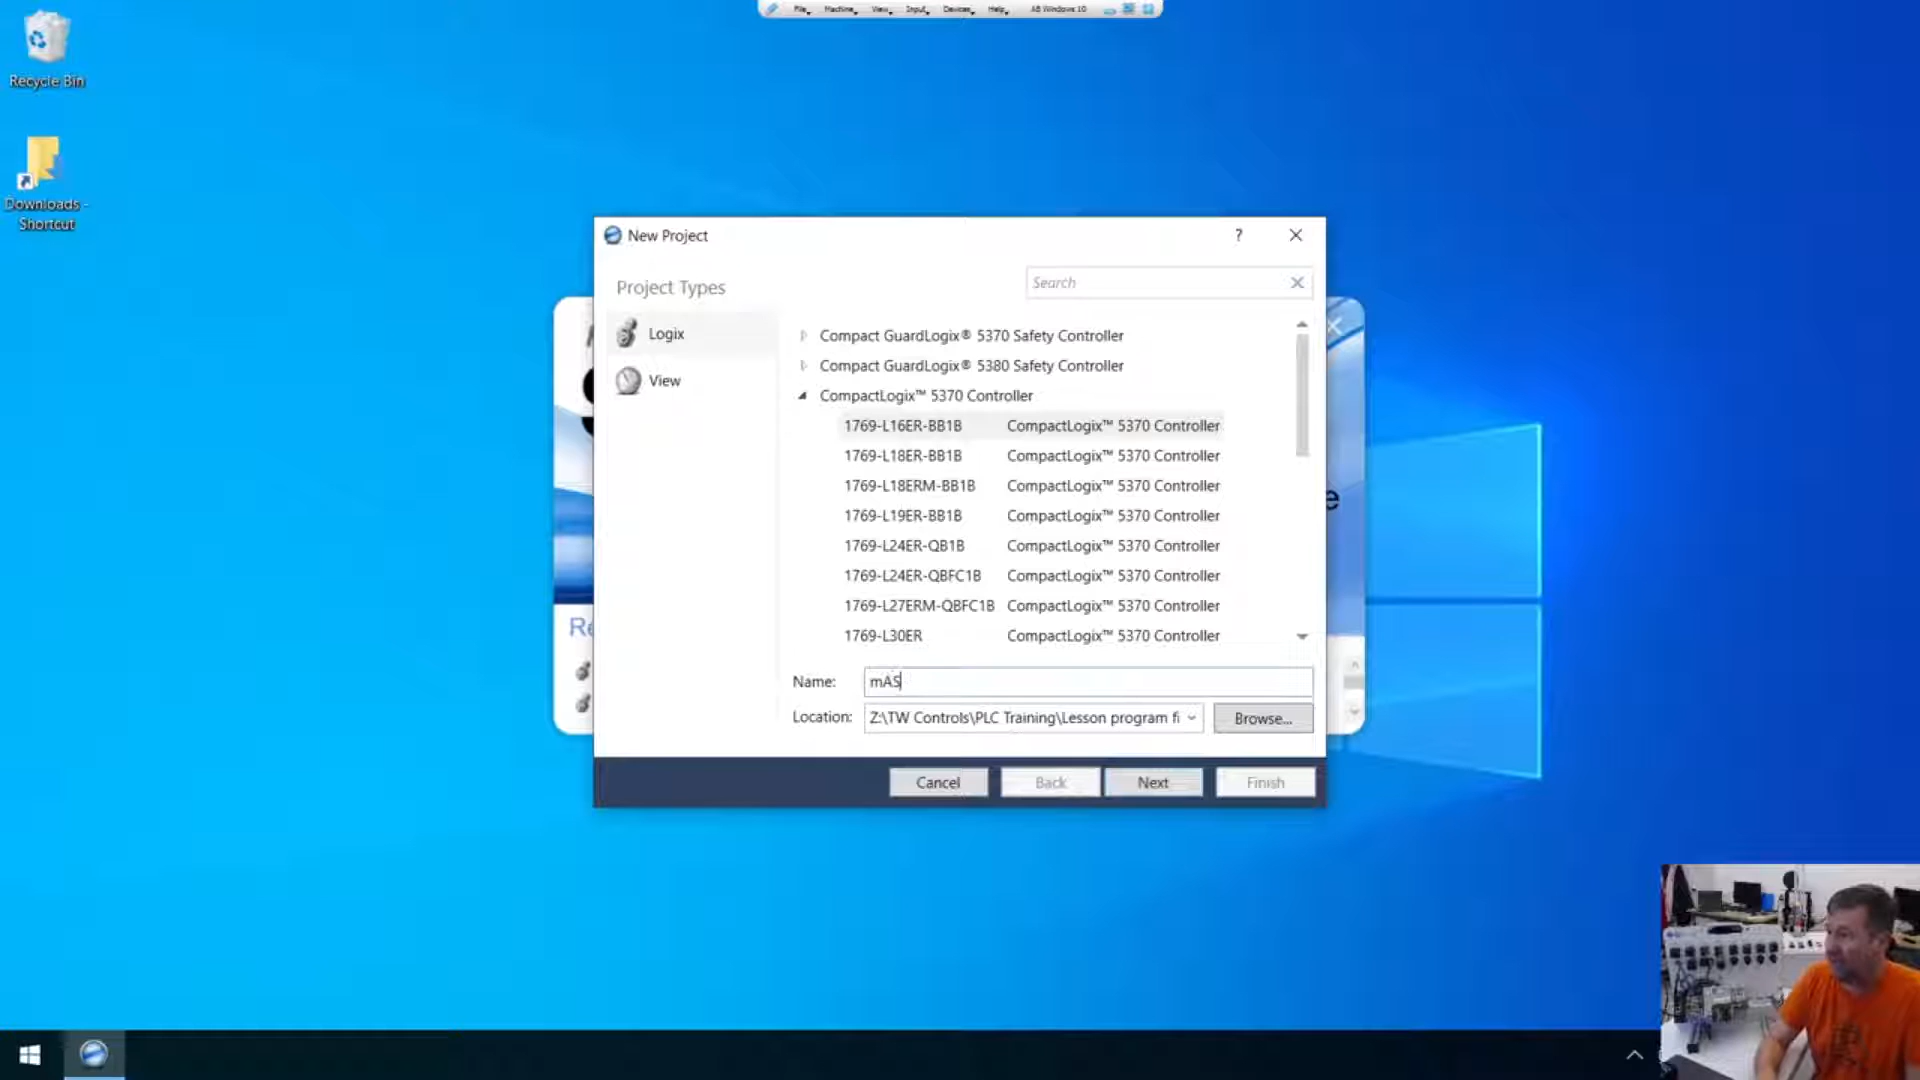 File
Machine
View
Input
Devices
Help
AB Windows 10
Recycle Bin
Downloads -
Shortcut
New Project
?
Project Types
Search
Logix
View
Compact GuardLogix® 5370 Safety Controller
Compact GuardLogix® 5380 Safety Controller
CompactLogix™ 5370 Controller
1769-L16ER-BB1B CompactLogix™ 5370 Controller
1769-L18ER-BB1B CompactLogix™ 5370 Controller
1769-L18ERM-BB1B CompactLogix™ 5370 Controller
1769-L19ER-BB1B CompactLogix™ 5370 Controller
1769-L24ER-QB1B CompactLogix™ 5370 Controller
1769-L24ER-QBFC1B CompactLogix™ 5370 Controller
1769-L27ERM-QBFC1B CompactLogix™ 5370 Controller
1769-L30ER CompactLogix™ 5370 Controller
Re
e
Name: mAS
Location: Z:\TW Controls\PLC Training\Lesson program fi
Browse...
Cancel
Back
Next
Finish